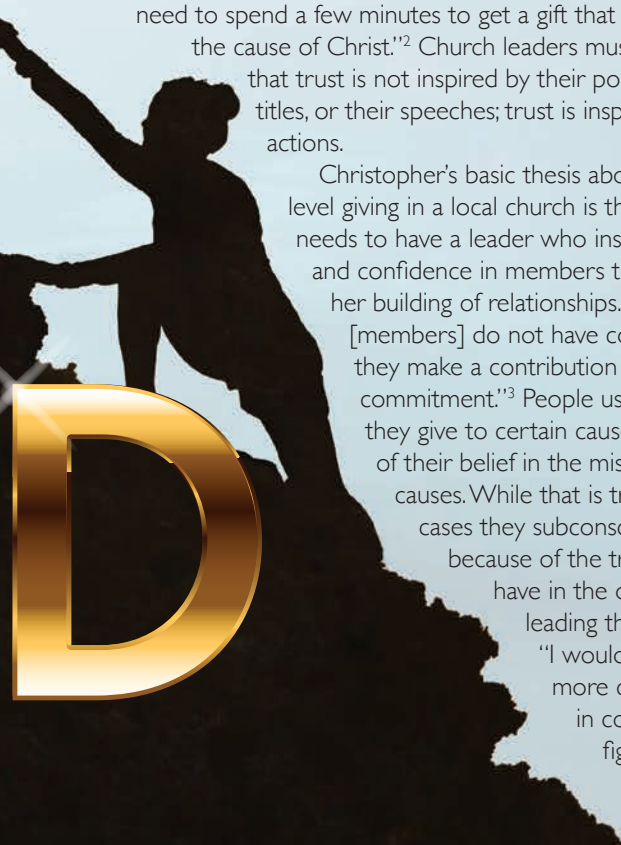 need to spend a few minutes to get a gift that
the cause of Christ.”2 Church leaders mus
that trust is not inspired by their po
titles, or their speeches; trust is insp
actions.
Christopher’s basic thesis abo
level giving in a local church is th
needs to have a leader who ins
and confidence in members t
her building of relationships.
[members] do not have co
they make a contribution
commitment.”3 People us
they give to certain cause
of their belief in the mis
causes. While that is tr
cases they subconsc
because of the tr
have in the c
leading th
“I would
more c
in co
fig
D